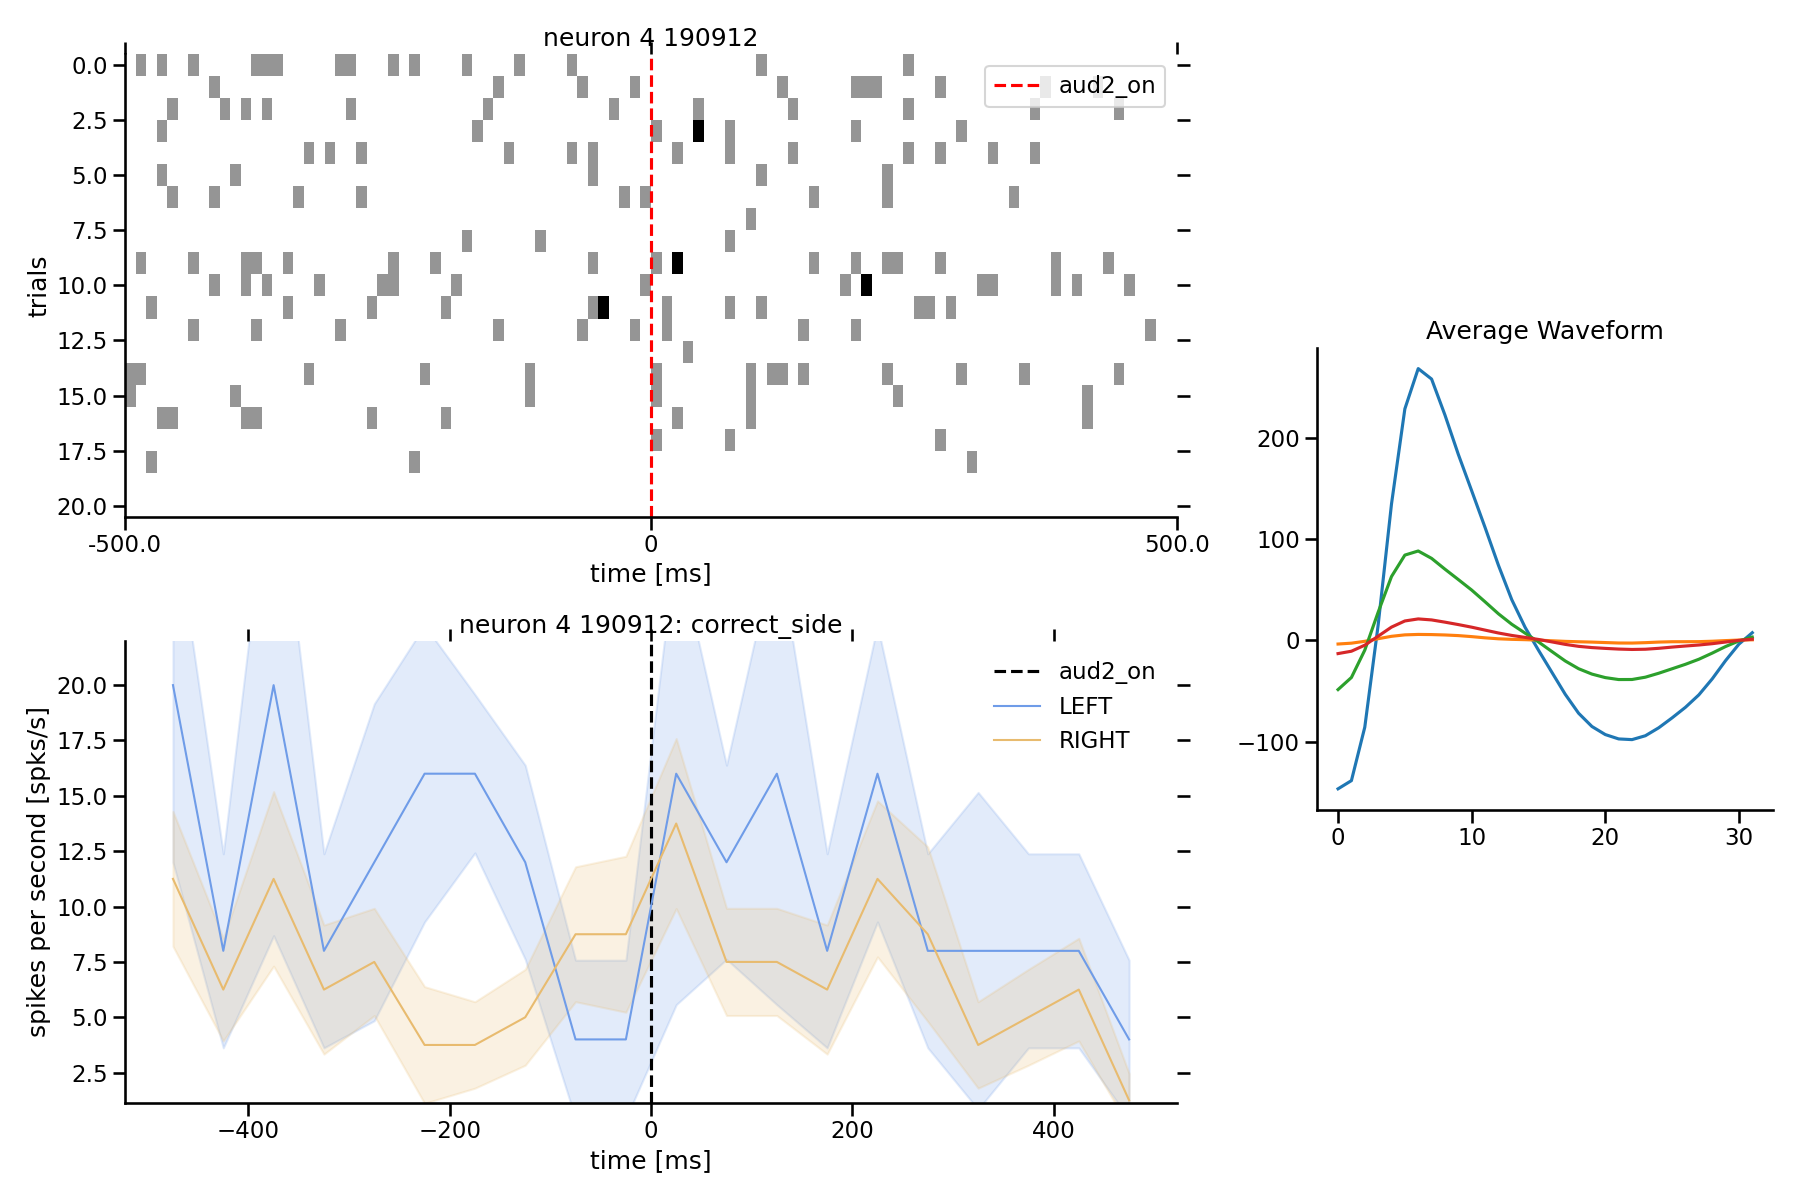 neuron 4 190912
0.0
2.5
5.0
7.5
10.0
12.5
15.0
17.5
20.0
trials
aud2_on
-500.0 0 500.0
time [ms]
neuron 4 190912: correct_side
20.0
17.5
15.0
12.5
10.0
7.5
5.0
2.5
spikes per second [spks/s]
aud2_on
LEFT
RIGHT
−400 −200 0 200 400
time [ms]
Average Waveform
200
100
0
−100
0 10 20 30